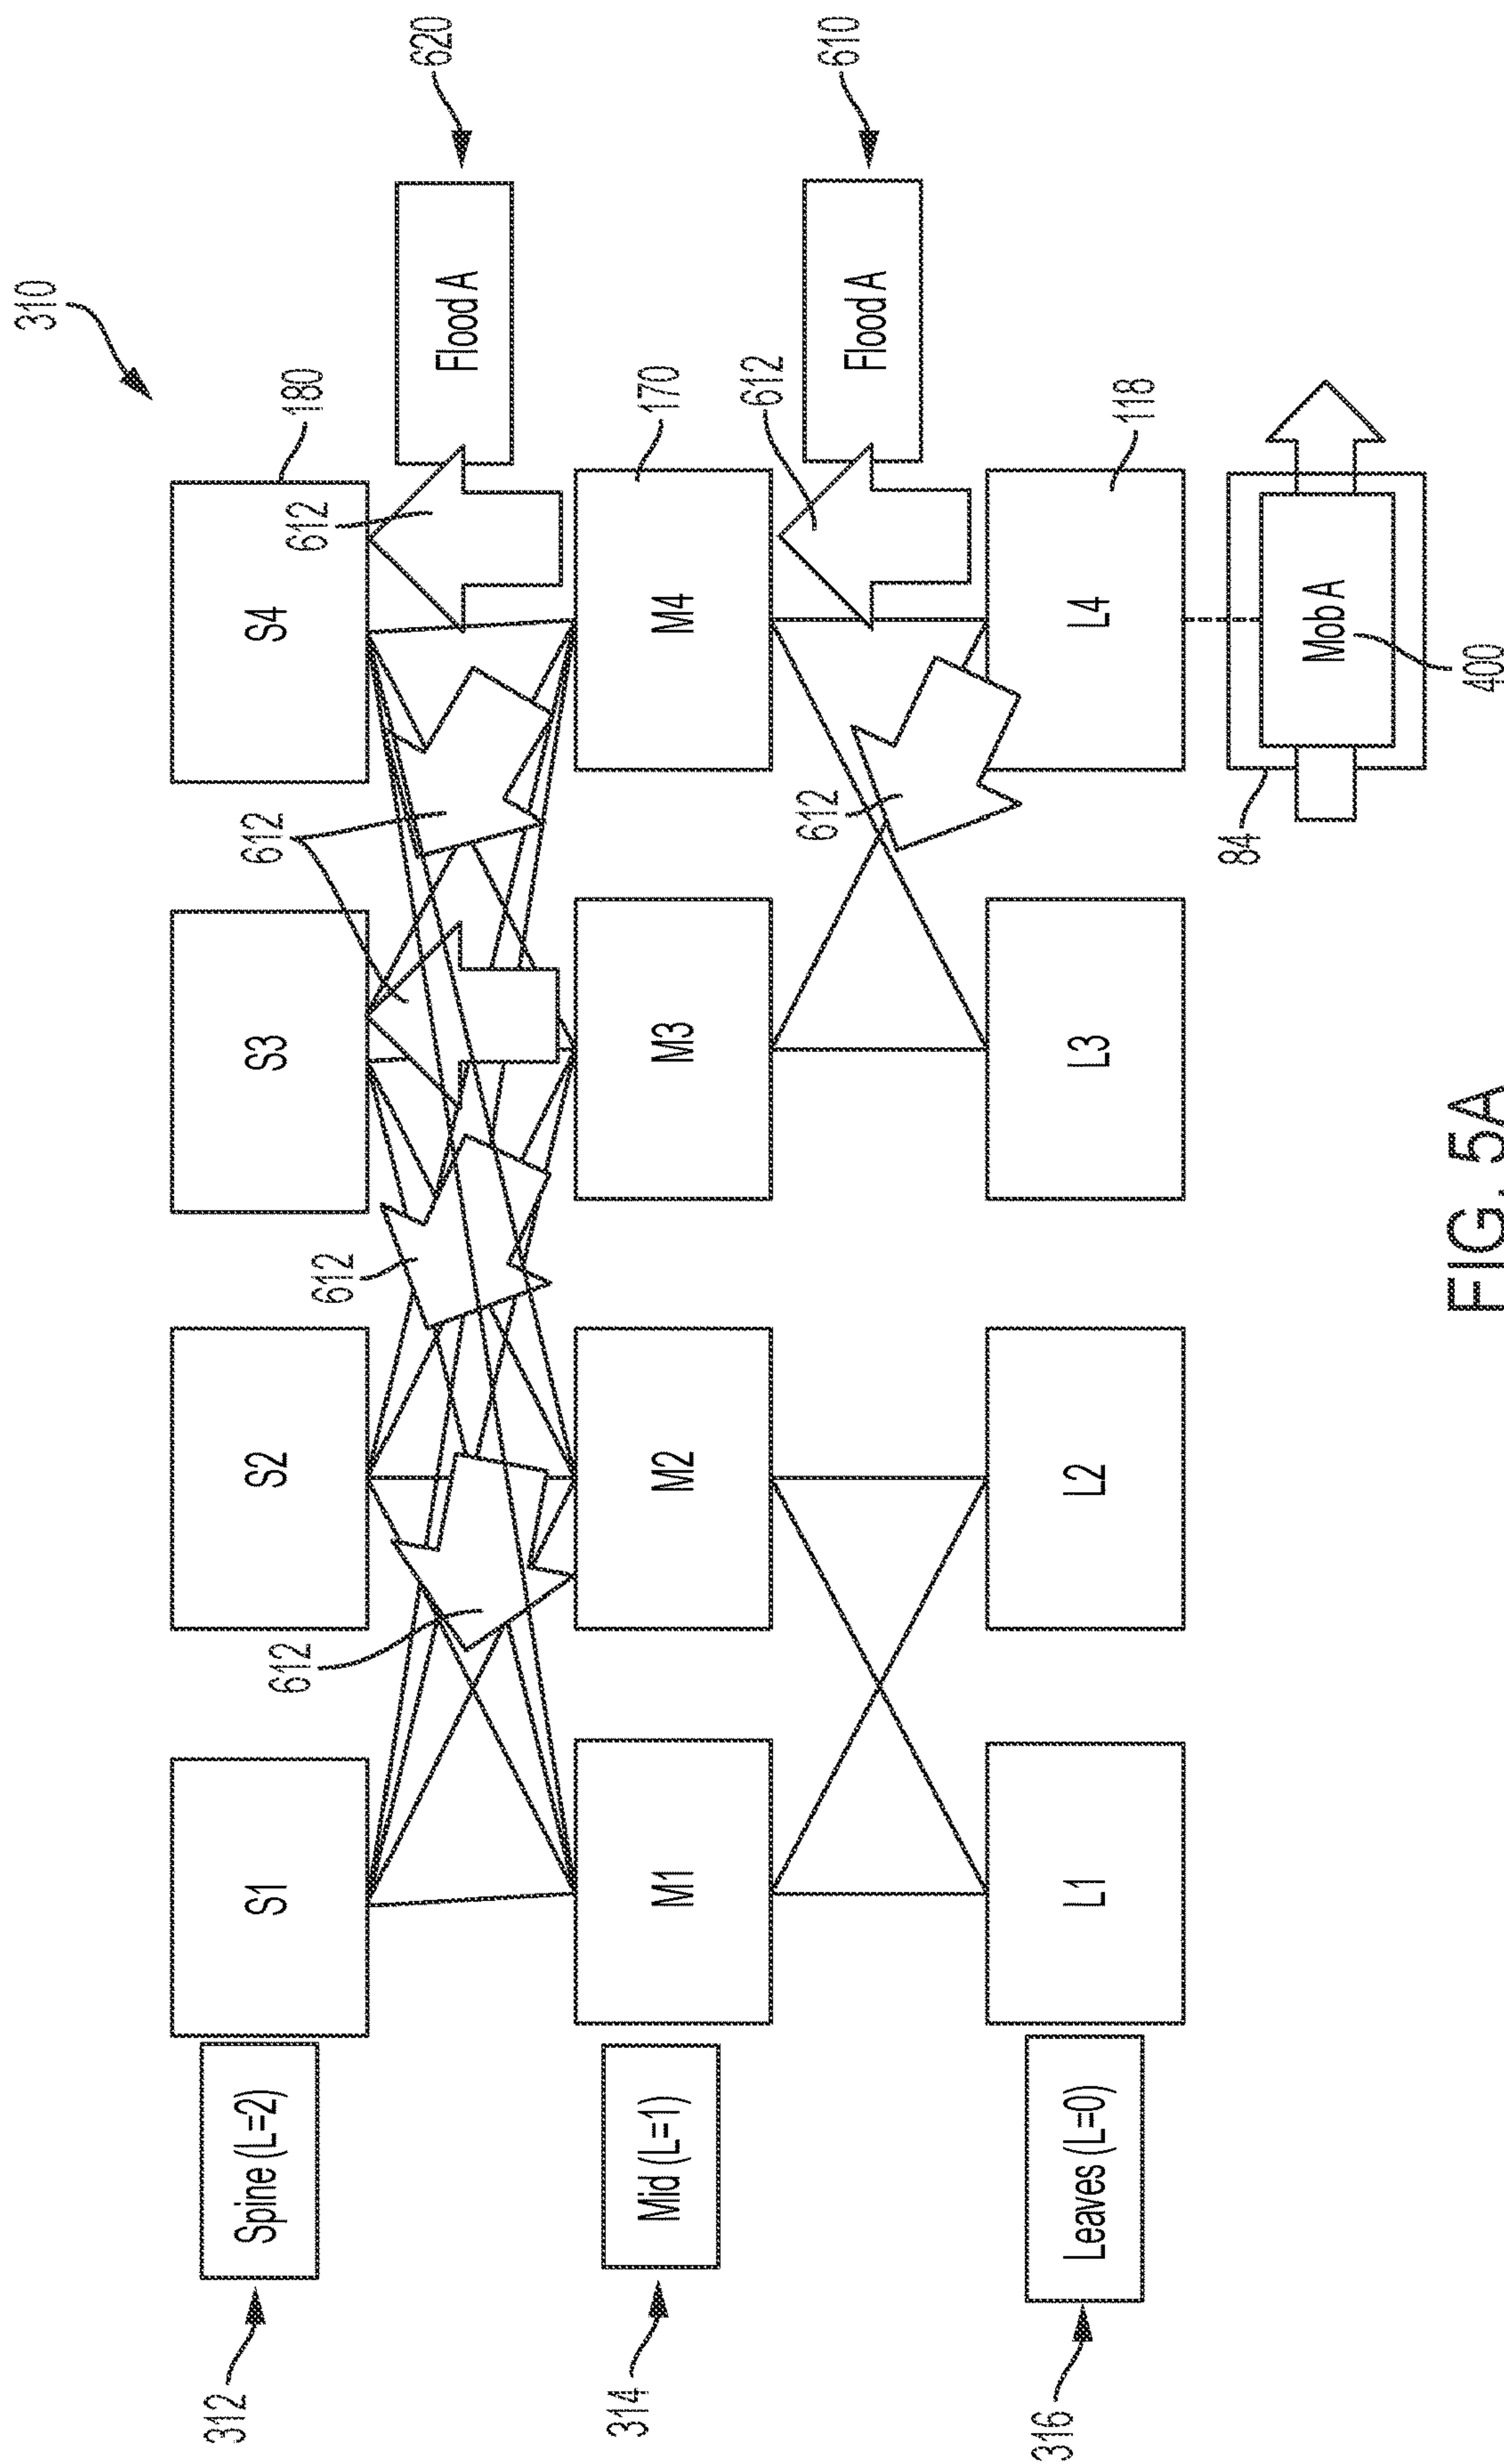 310
312
Spine (L=2)
S1
S2
S3
S4
180
612
612
612
612
620
Flood A
314
Mid (L=1)
M1
M2
M3
M4
170
612
612
610
Flood A
316
Leaves (L=0)
L1
L2
L3
L4
118
84
Mob A
400
FIG. 5A